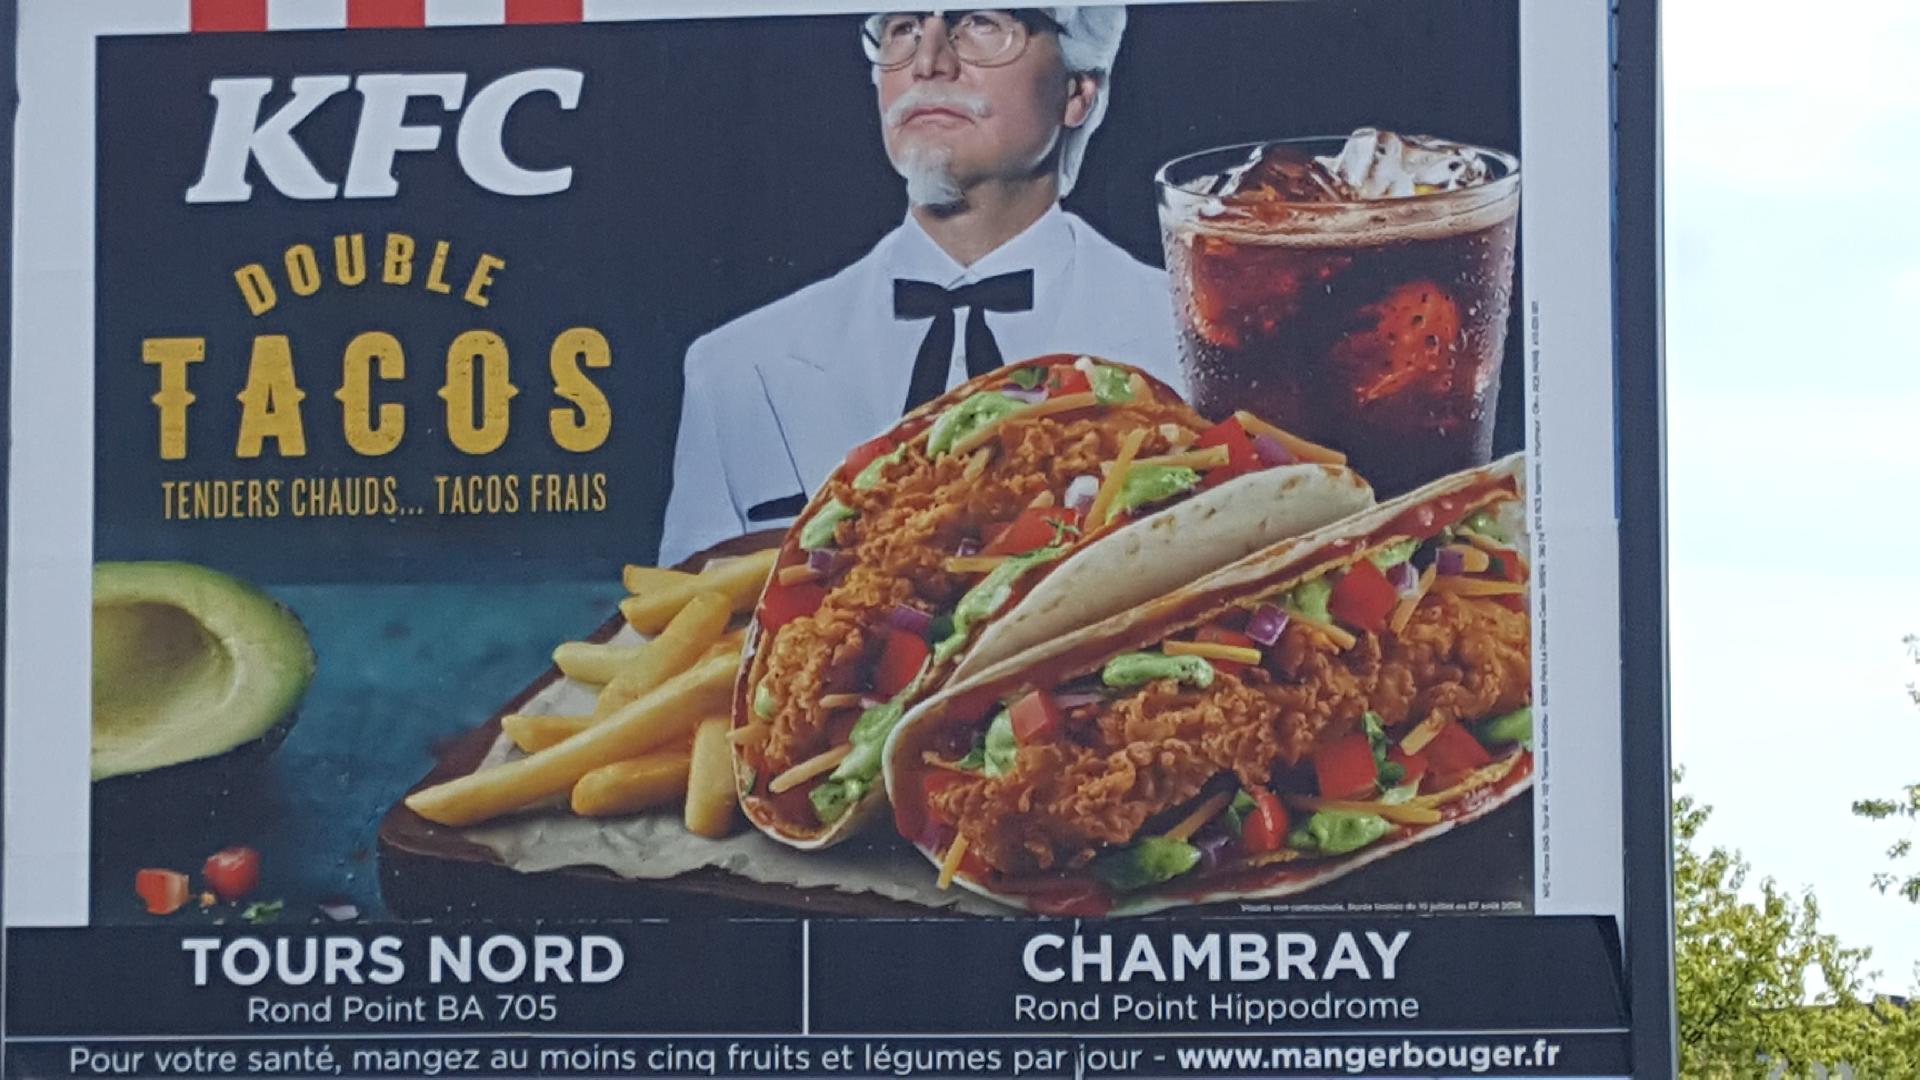 KFC
DOUBLE
TACOS
TENDERS CHAUDS... TACOS FRAIS
TOURS NORD
Rond Point BA 705
CHAMBRAY
Rond Point Hippodrome
Pour votre santé, mangez au moins cinq fruits et légumes par jour - www.mangerbouger.fr